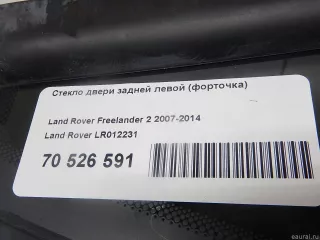 Стекло двери задней левой (форточка)
Land Rover Freelander 2 2007-2014
Land Rover LR012231
70 526 591
eaural.ru